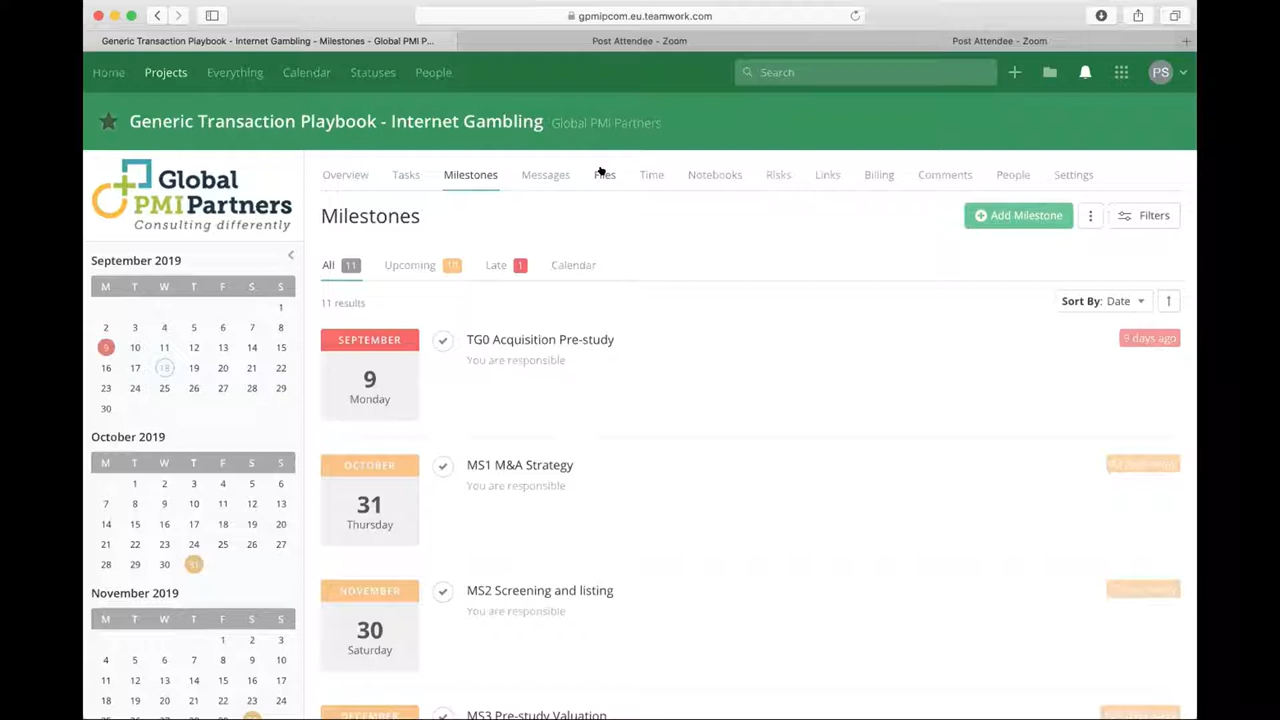 gpmipcom.eu.teamwork.com
Generic Transaction Playbook - Internet Gambling - Milestones - Global PMI P...
Post Attendee - Zoom
Post Attendee - Zoom
Home Projects Everything Calendar Statuses People
Search
PS
Generic Transaction Playbook - Internet Gambling Global PMI Partners
Global
PMI Partners
Consulting differently
Overview Tasks Milestones Messages Files Time Notebooks Risks Links Billing Comments People Settings
Milestones
Add Milestone
Filters
All 11 Upcoming 10 Late 1 Calendar
11 results
Sort By: Date
September 2019
M T W T F S S
1
2 3 4 5 6 7 8
9 10 11 12 13 14 15
16 17 18 19 20 21 22
23 24 25 26 27 28 29
30
October 2019
M T W T F S S
1 2 3 4 5 6
7 8 9 10 11 12 13
14 15 16 17 18 19 20
21 22 23 24 25 26 27
28 29 30 31
November 2019
M T W T F S S
1 2 3
4 5 6 7 8 9 10
11 12 13 14 15 16 17
18 19 20 21 22 23 24
SEPTEMBER
9
Monday
TG0 Acquisition Pre-study
You are responsible
9 days ago
OCTOBER
31
Thursday
MS1 M&A Strategy
You are responsible
NOVEMBER
30
Saturday
MS2 Screening and listing
You are responsible
MS3 Pre-study Valuation